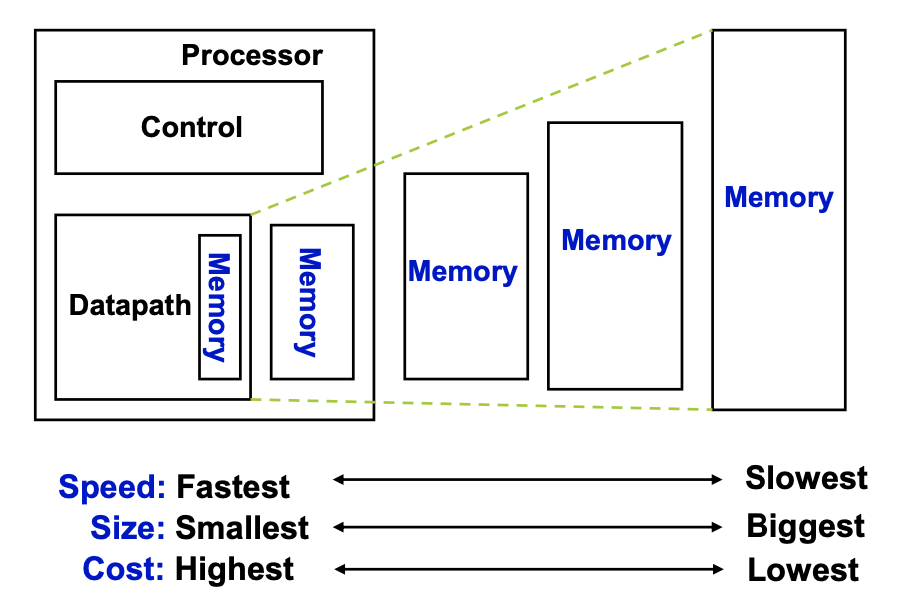 Processor
Control
Datapath
Memory
Memory
Memory
Memory
Memory
Speed: Fastest
Slowest
Size: Smallest
Biggest
Cost: Highest
Lowest